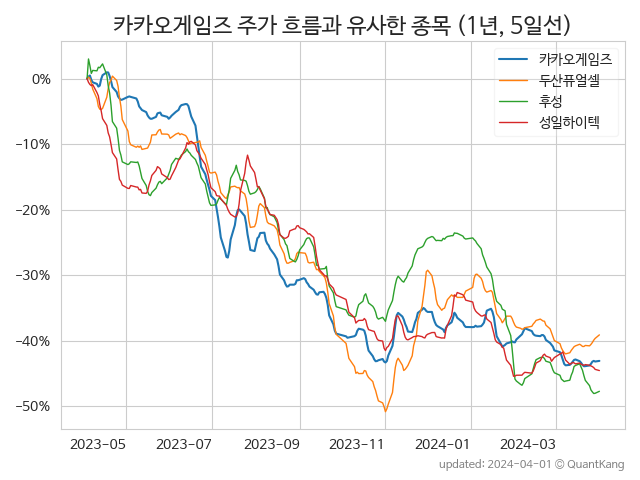 카카오게임즈 주가 흐름과 유사한 종목 (1년, 5일선)
카카오게임즈
두산퓨얼셀
후성
성일하이텍
0%
−10%
−20%
−30%
−40%
−50%
2023-05 2023-07 2023-09 2023-11 2024-01 2024-03
updated: 2024-04-01 © QuantKang